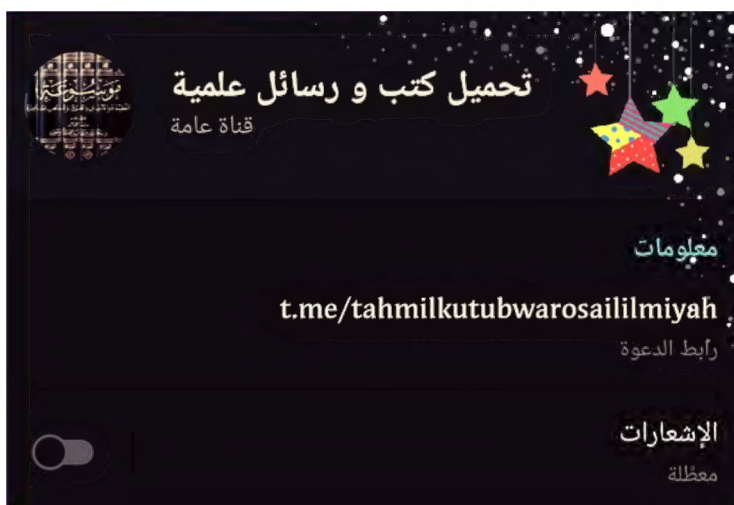 تحميل كتب و رسائل علمية
قناة عامة
معلومات
t.me/tahmilkutubwarosaililmiyah
رابط الدعوة
الإشعارات
معطّلة